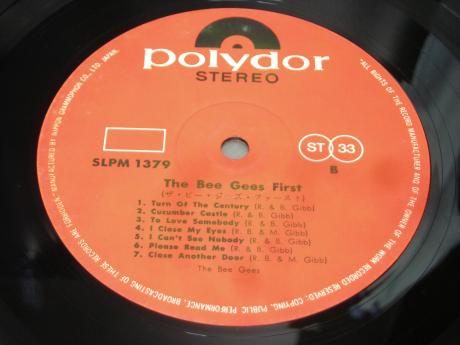 polydor
STEREO
SLPM 1379
ST 33
B
The Bee Gees First
(ザ・ビー・ジーズ・ファースト)
1. Turn Of The Century (R. & B. Gibb)
2. Cucumber Castle (R. & B. Gibb)
3. To Love Somebody (R. & B. Gibb)
4. I Close My Eyes (R. B. & M. Gibb)
5. I Can't See Nobody (R. & B. Gibb)
6. Please Read Me (R. & B. Gibb)
7. Close Another Door (R. B. & M. Gibb)
The Bee Gees
MANUFACTURED BY NIPPON GRAMMOPHON CO., LTD. JAPAN.
"ALL RIGHTS OF THE RECORD MANUFACTURER AND OF THE OWNER OF THE WORK RECORDED RESERVED; COPYING, PUBLIC PERFORMANCE, BROADCASTING OF THESE RECORDS ARE FORBIDDEN."